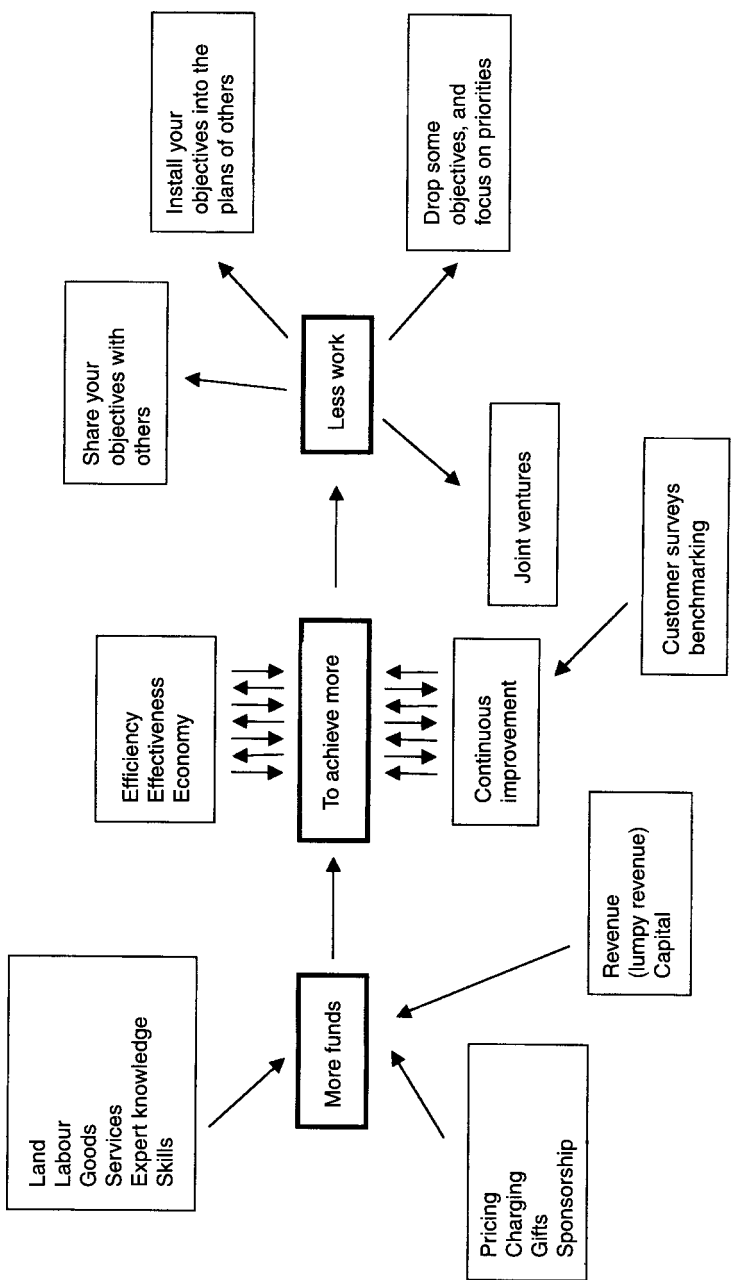 Land
Labour
Goods
Services
Expert knowledge
Skills
Pricing
Charging
Gifts
Sponsorship
More funds
Revenue
(lumpy revenue)
Capital
Efficiency
Effectiveness
Economy
To achieve more
Continuous
improvement
Customer surveys
benchmarking
Share your
objectives with
others
Less work
Joint ventures
Install your
objectives into the
plans of others
Drop some
objectives, and
focus on priorities